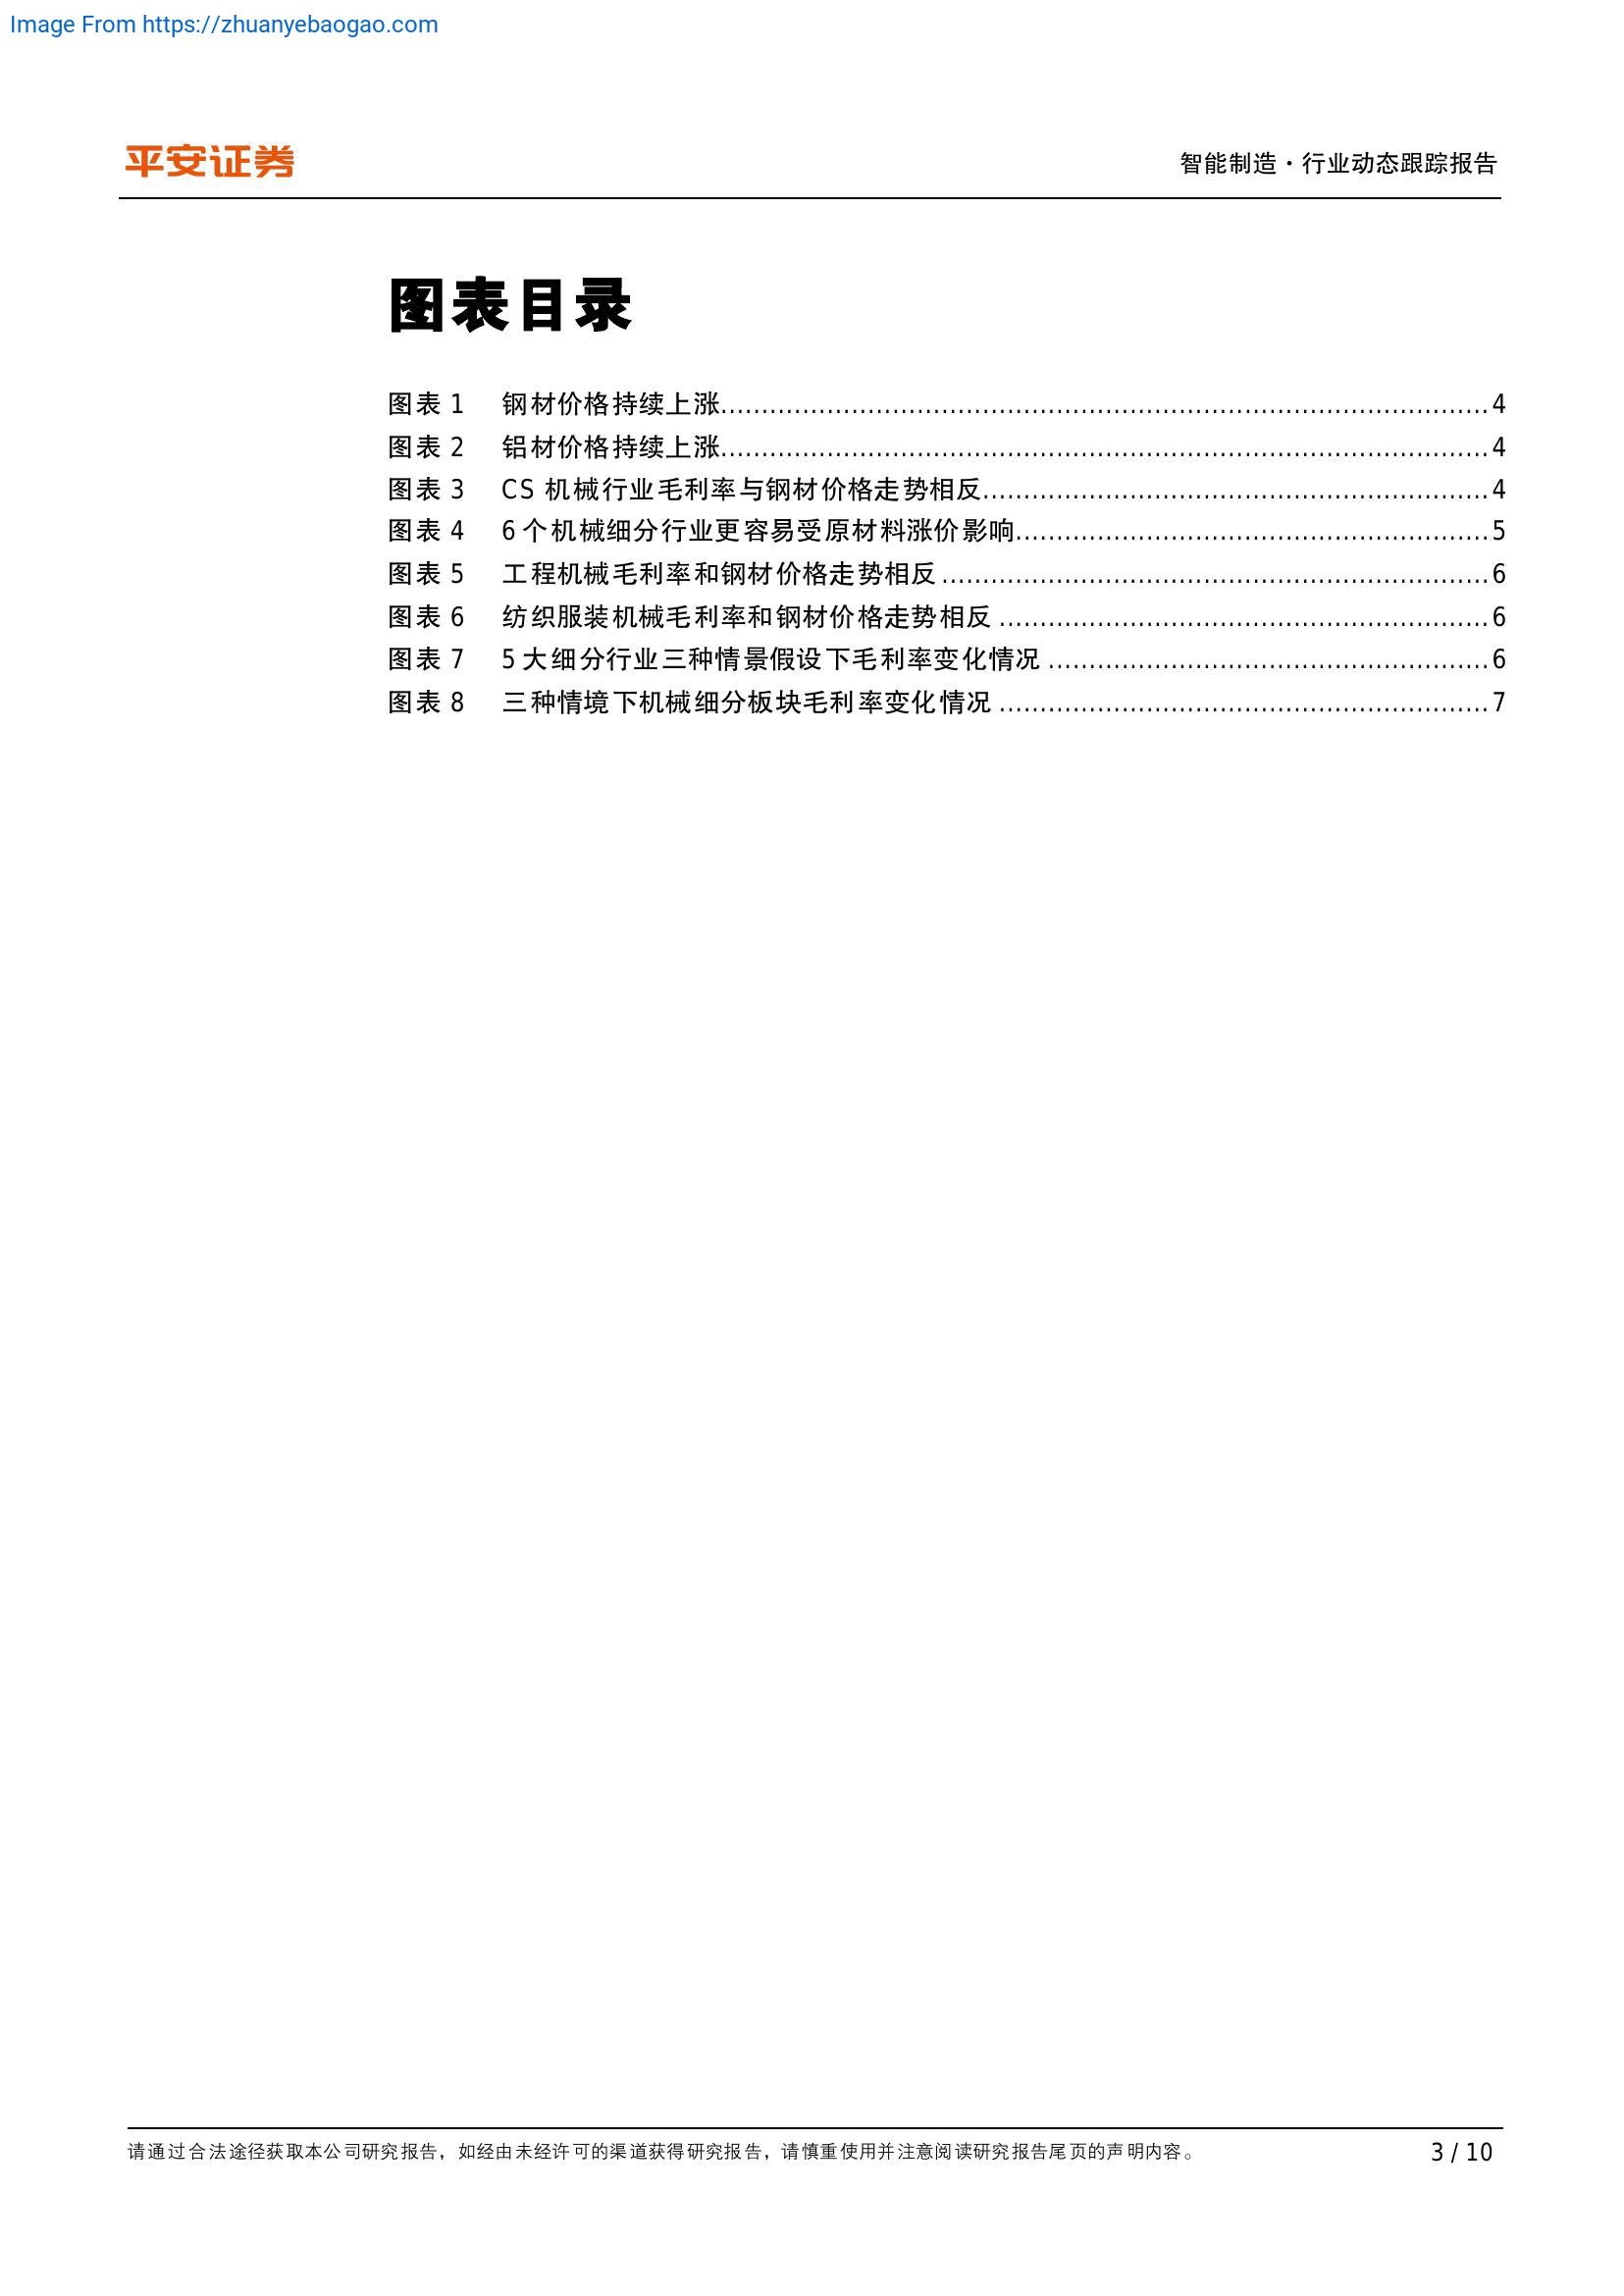 Image From https://zhuanyebaogao.com
平安证券
智能制造·行业动态跟踪报告
图表目录
图表 1 钢材价格持续上涨 4
图表 2 铝材价格持续上涨 4
图表 3 CS 机械行业毛利率与钢材价格走势相反 4
图表 4 6 个机械细分行业更容易受原材料涨价影响 5
图表 5 工程机械毛利率和钢材价格走势相反 6
图表 6 纺织服装机械毛利率和钢材价格走势相反 6
图表 7 5 大细分行业三种情景假设下毛利率变化情况 6
图表 8 三种情境下机械细分板块毛利率变化情况 7
请通过合法途径获取本公司研究报告，如经由未经许可的渠道获得研究报告，请慎重使用并注意阅读研究报告尾页的声明内容。
3 / 10